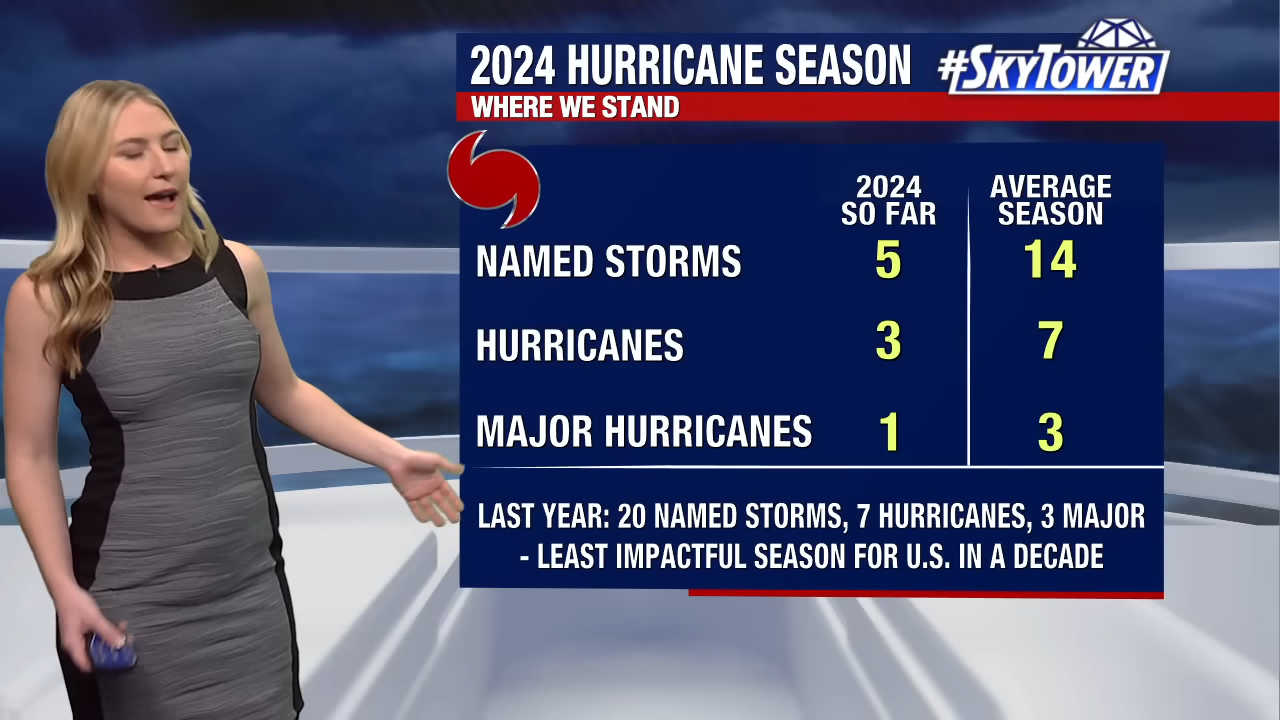 2024 HURRICANE SEASON
#SKYTOWER
WHERE WE STAND
2024
SO FAR
AVERAGE
SEASON
NAMED STORMS 5 14
HURRICANES 3 7
MAJOR HURRICANES 1 3
LAST YEAR: 20 NAMED STORMS, 7 HURRICANES, 3 MAJOR
- LEAST IMPACTFUL SEASON FOR U.S. IN A DECADE